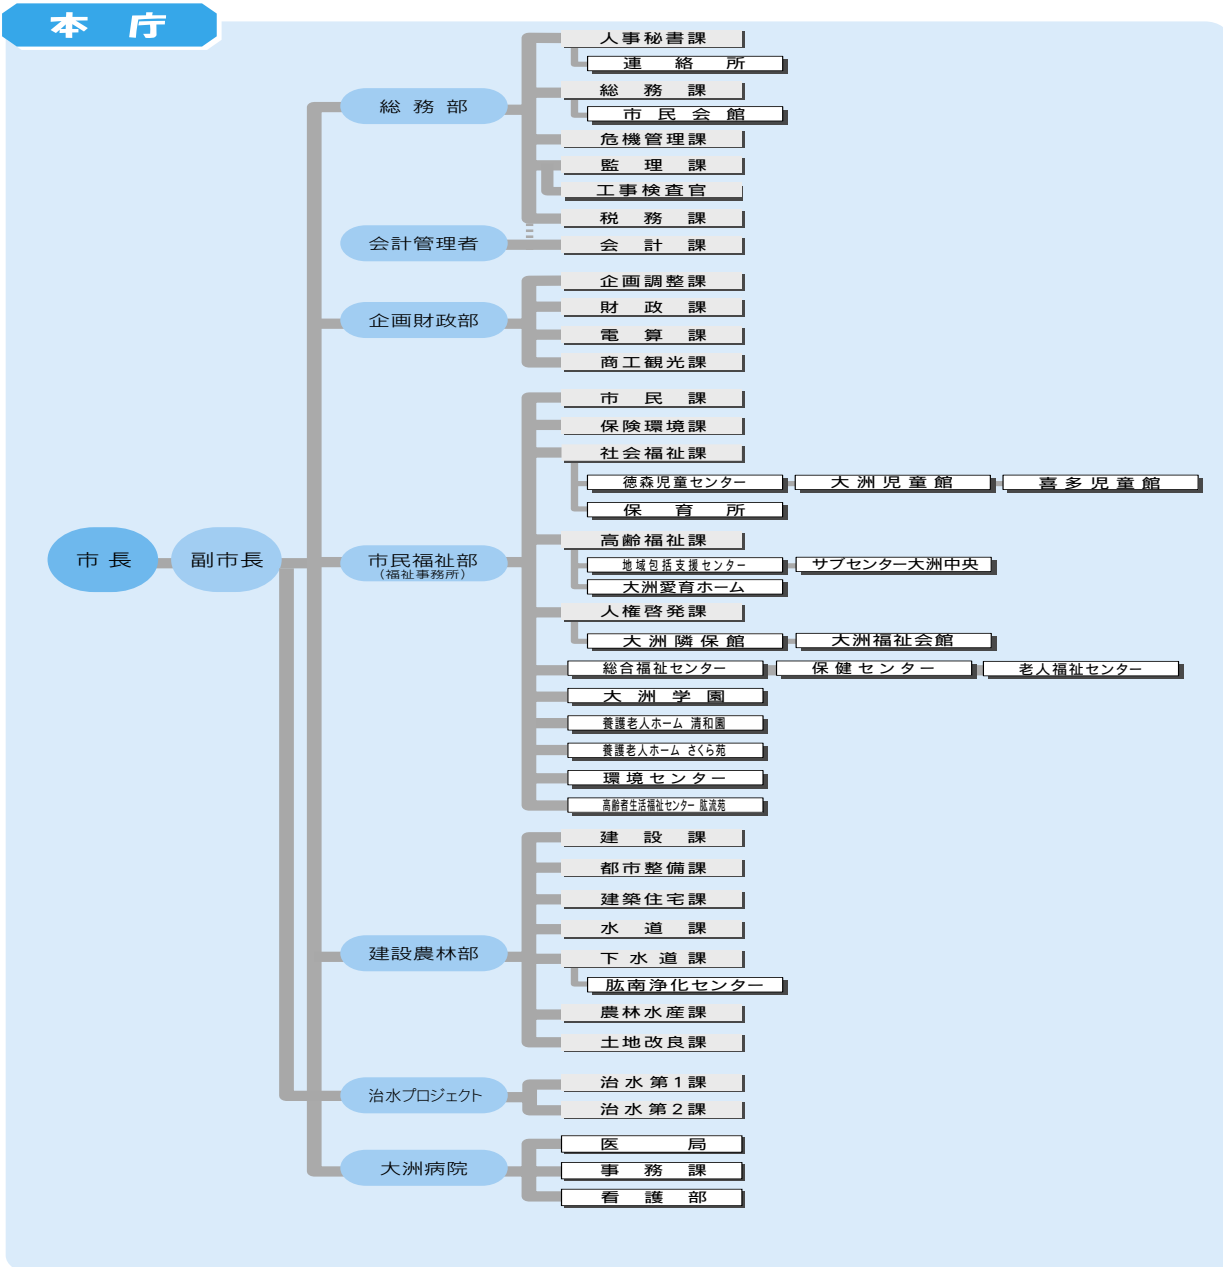 本庁
人事秘書課
連絡所
総務課
総務部
市民会館
危機管理課
監理課
工事検査官
税務課
会計管理者
会計課
企画調整課
財政課
企画財政部
電算課
商工観光課
市民課
保険環境課
社会福祉課
徳森児童センター 大洲児童館 喜多児童館
保育所
高齢福祉課
市長 副市長 市民福祉部
(福祉事務所)
地域包括支援センター サブセンター大洲中央
大洲愛育ホーム
人権啓発課
大洲隣保館 大洲福祉会館
総合福祉センター 保健センター 老人福祉センター
大洲学園
養護老人ホーム 清和園
養護老人ホーム さくら苑
環境センター
高齢者生活福祉センター 肱流苑
建設課
都市整備課
建築住宅課
水道課
建設農林部
下水道課
肱南浄化センター
農林水産課
土地改良課
治水第1課
治水プロジェクト
治水第2課
医局
大洲病院
事務課
看護部